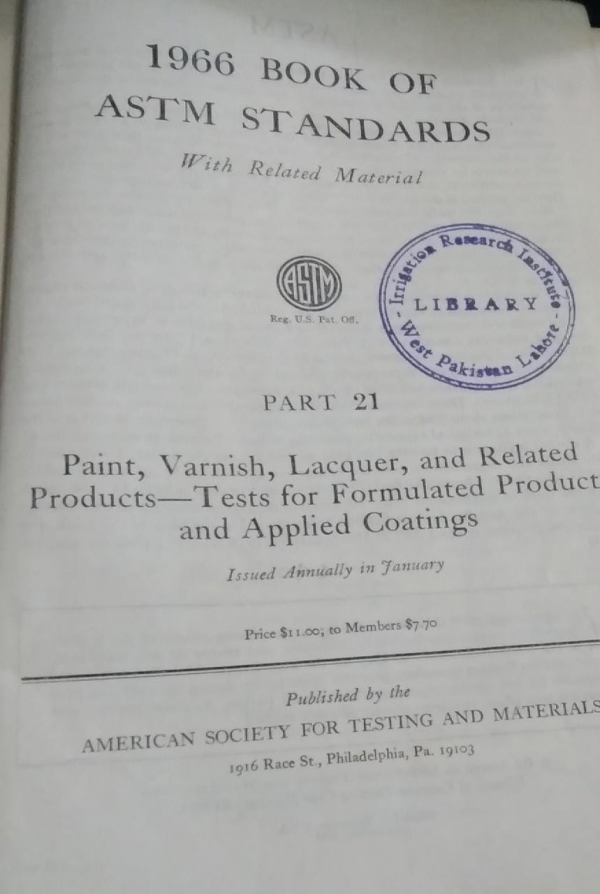 1966 BOOK OF
ASTM STANDARDS
With Related Material
ASTM
Reg. U.S. Pat. Off.
- Irrigation Research Institute -
LIBRARY
West Pakistan Lahore
PART 21
Paint, Varnish, Lacquer, and Related
Products—Tests for Formulated Product
and Applied Coatings
Issued Annually in January
Price $11.00; to Members $7.70
Published by the
AMERICAN SOCIETY FOR TESTING AND MATERIALS
1916 Race St., Philadelphia, Pa. 19103